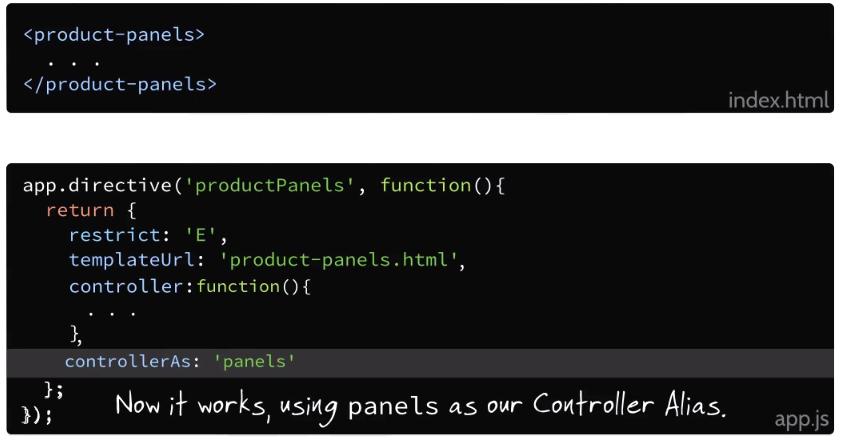 <product-panels>
. . .
</product-panels>
index.html
app.directive('productPanels', function(){
return {
restrict: 'E',
templateUrl: 'product-panels.html',
controller:function(){
. . .
},
controllerAs: 'panels'
};
});
Now it works, using panels as our Controller Alias.
app.js